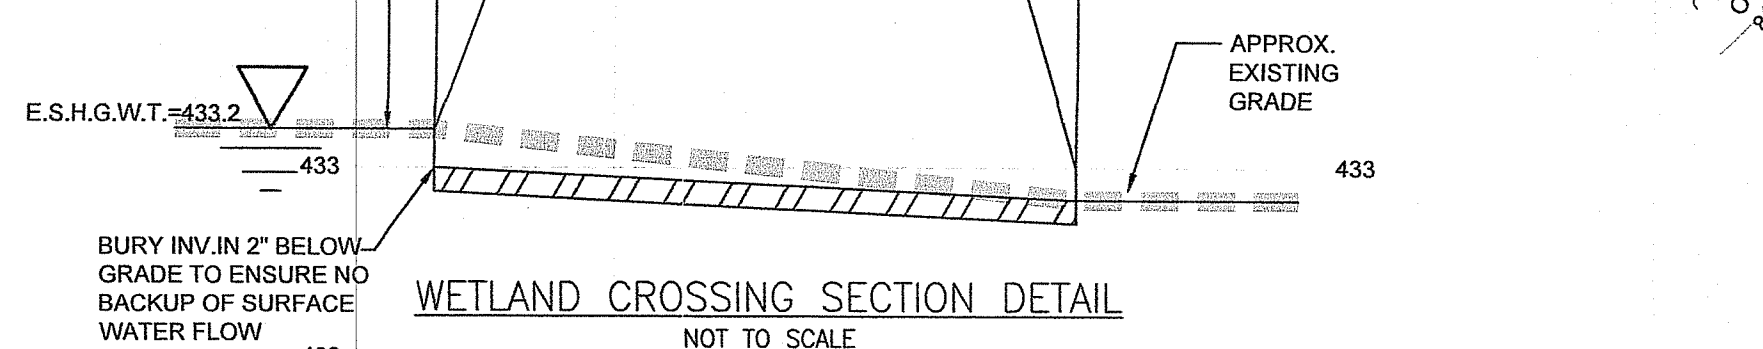 APPROX.
EXISTING
GRADE
E.S.H.G.W.T.=433.2
433
433
BURY INV.IN 2" BELOW
GRADE TO ENSURE NO
BACKUP OF SURFACE
WATER FLOW
WETLAND CROSSING SECTION DETAIL
NOT TO SCALE